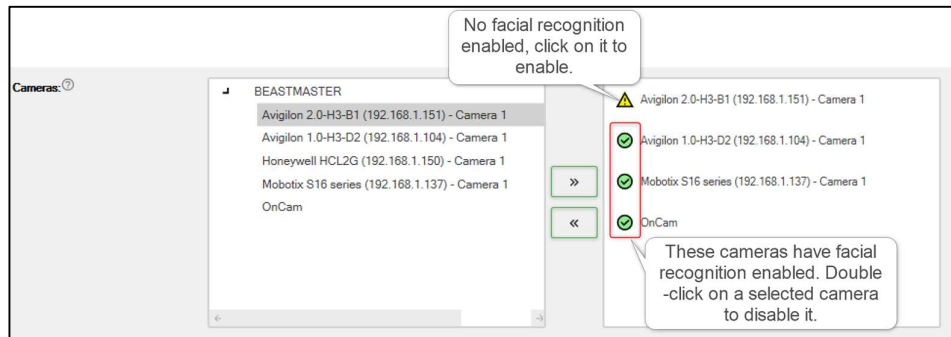 No facial recognition
enabled, click on it to
enable.
Cameras:
BEASTMASTER
Avigilon 2.0-H3-B1 (192.168.1.151) - Camera 1
Avigilon 1.0-H3-D2 (192.168.1.104) - Camera 1
Honeywell HCL2G (192.168.1.150) - Camera 1
Mobotix S16 series (192.168.1.137) - Camera 1
OnCam
»
«
Avigilon 2.0-H3-B1 (192.168.1.151) - Camera 1
Avigilon 1.0-H3-D2 (192.168.1.104) - Camera 1
Mobotix S16 series (192.168.1.137) - Camera 1
OnCam
These cameras have facial
recognition enabled. Double
-click on a selected camera
to disable it.